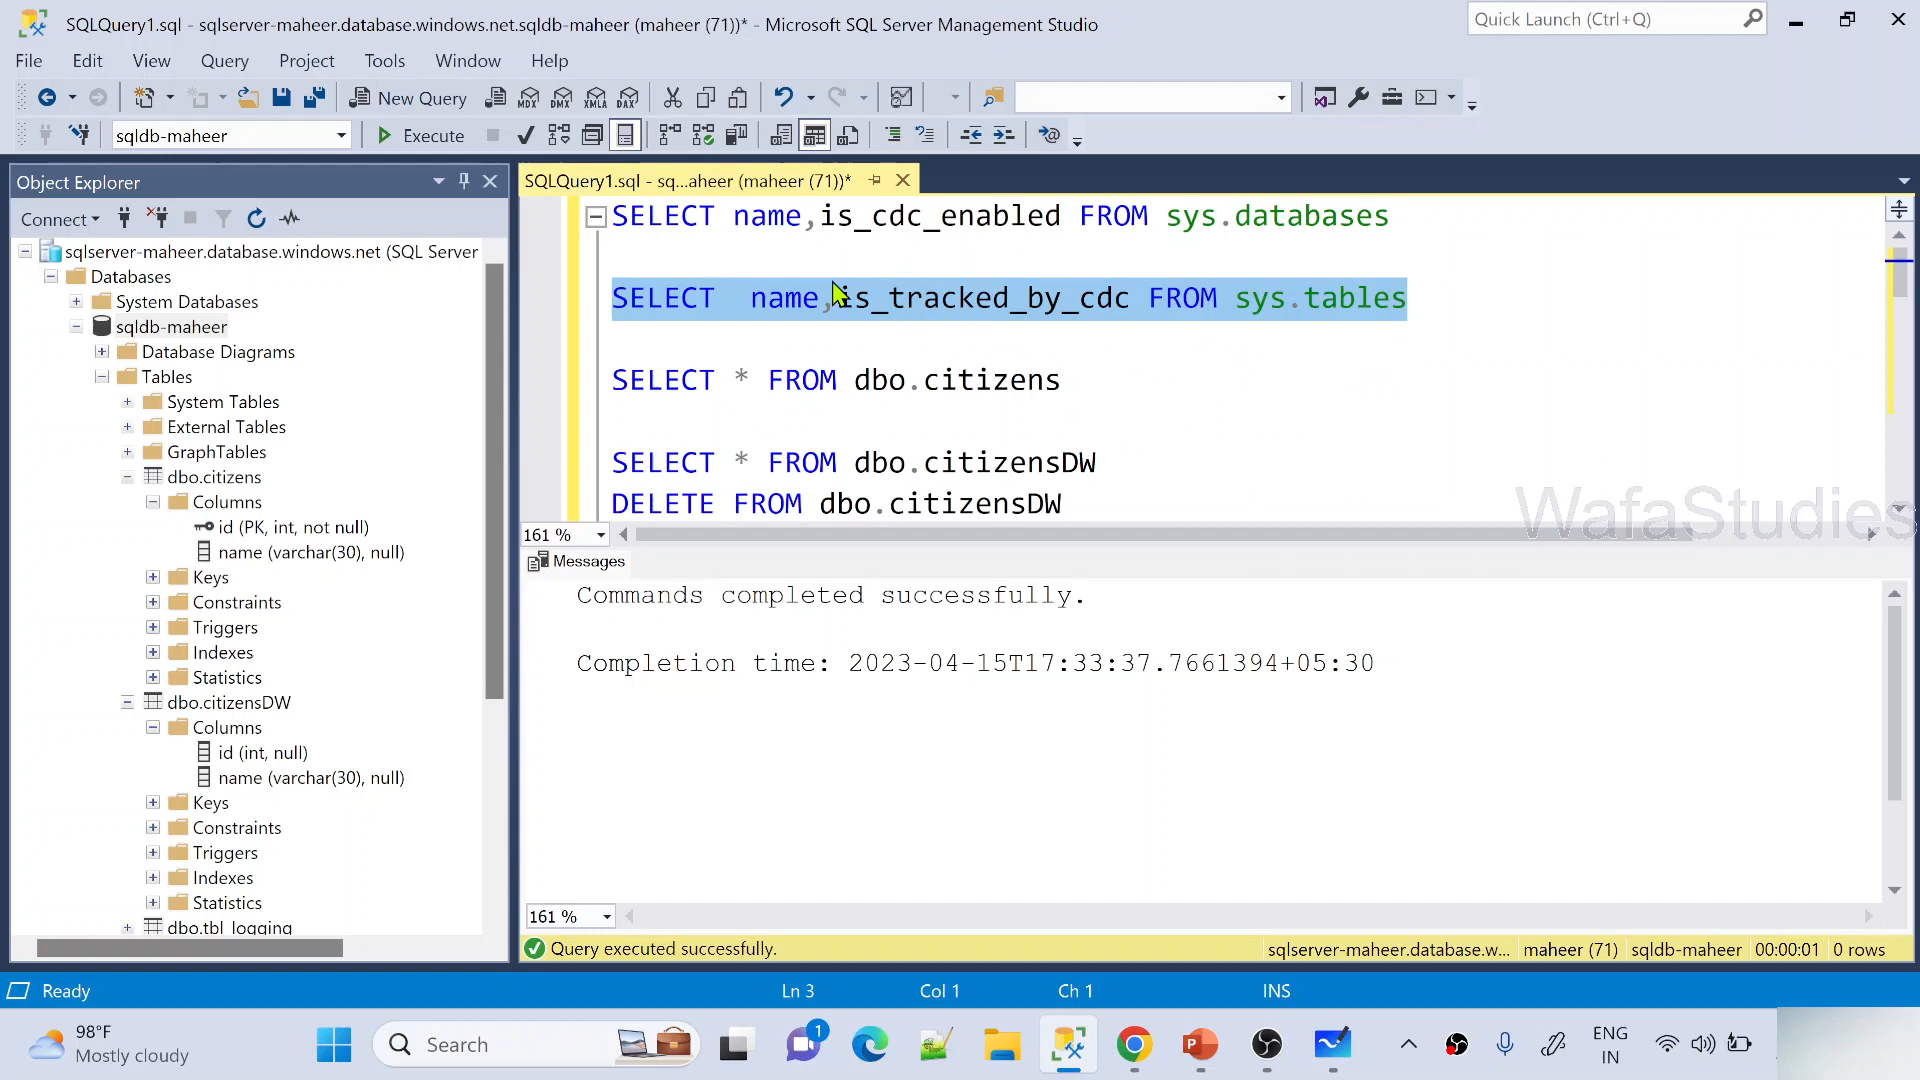 SQLQuery1.sql - sqlserver-maheer.database.windows.net.sqldb-maheer (maheer (71))* - Microsoft SQL Server Management Studio
Quick Launch (Ctrl+Q)
File Edit View Query Project Tools Window Help
New Query MDX DMX XMLA DAX
sqldb-maheer Execute
Object Explorer
SQLQuery1.sql - sq...aheer (maheer (71))*
Connect
sqlserver-maheer.database.windows.net (SQL Server
Databases
System Databases
sqldb-maheer
Database Diagrams
Tables
System Tables
External Tables
GraphTables
dbo.citizens
Columns
id (PK, int, not null)
name (varchar(30), null)
Keys
Constraints
Triggers
Indexes
Statistics
dbo.citizensDW
Columns
id (int, null)
name (varchar(30), null)
Keys
Constraints
Triggers
Indexes
Statistics
dbo.tbl_logging
SELECT name,is_cdc_enabled FROM sys.databases
SELECT  name,is_tracked_by_cdc FROM sys.tables
SELECT * FROM dbo.citizens
SELECT * FROM dbo.citizensDW
DELETE FROM dbo.citizensDW
WafaStudies
161 %
Messages
Commands completed successfully.
Completion time: 2023-04-15T17:33:37.7661394+05:30
161 %
Query executed successfully. sqlserver-maheer.database.w... maheer (71) sqldb-maheer 00:00:01 0 rows
Ready Ln 3 Col 1 Ch 1 INS
98°F
Mostly cloudy
Search
1
ENG
IN